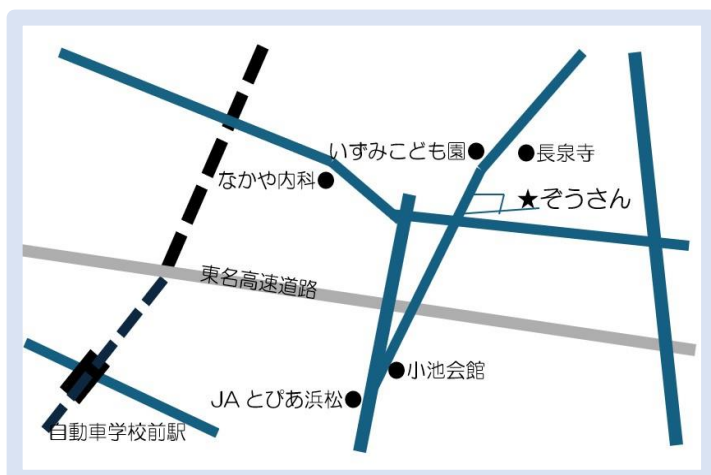 いずみこども園
長泉寺
なかや内科
★ぞうさん
東名高速道路
小池会館
JAとぴあ浜松
自動車学校前駅